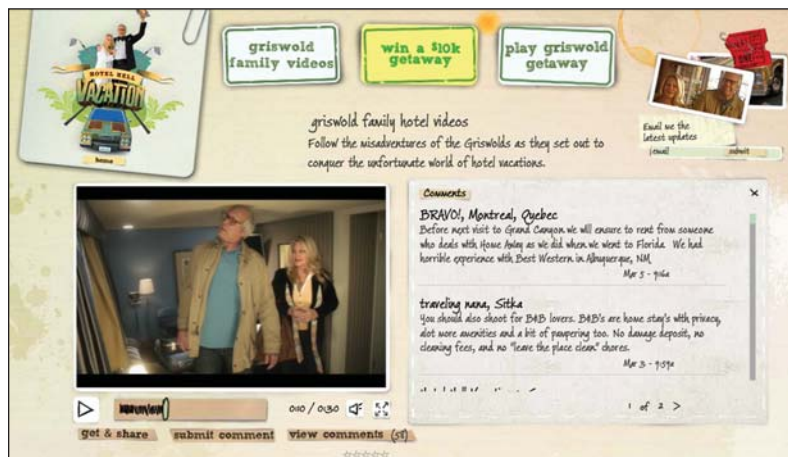 HOTEL HELL
VACATION
home
griswold
family videos
win a $10k
getaway
play griswold
getaway
Email me the
latest updates
email
submit
griswold family hotel videos
Follow the misadventures of the Griswolds as they set out to
conquer the unfortunate world of hotel vacations.
Comments
BRAVO!, Montreal, Quebec
Before next visit to Grand Canyon we will ensure to rent from someone
who deals with Home Away as we did when we went to Florida We had
horrible experience with Best Western in Albuquerque, NM.
Mar 5 - 9:16a
traveling nana, Sitka
You should also shoot for B&B lovers. B&B's are home stay's with privacy,
alot more amenities and a bit of pampering too. No damage deposit, no
cleaning fees, and no "leave the place clean" chores.
Mar 3 - 9:59a
1 of 2 >
0:10 / 0:30
get & share
submit comment
view comments (58)